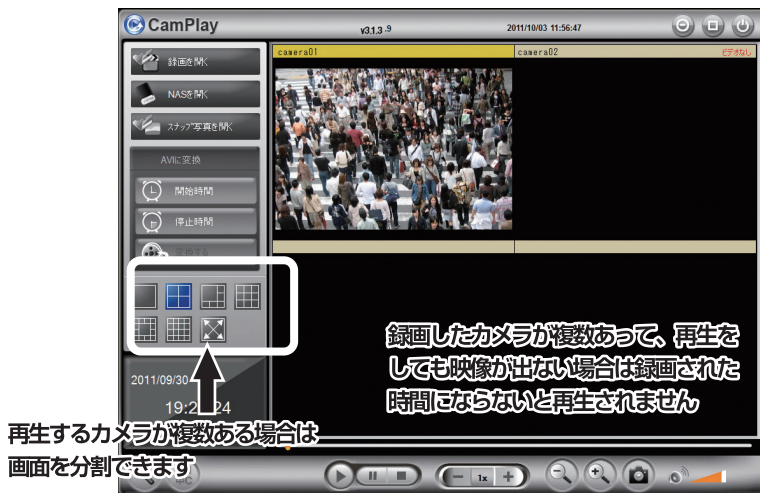 CamPlay
v3.1.3 .9
2011/10/03 11:56:47
録画を開く
NASを開く
スナップ写真を開く
AVIに変換
開始時間
停止時間
変換する
camera01
camera02
ビデオなし
2011/09/30
録画したカメラが複数あって、再生を
しても映像が出ない場合は録画された
時間にならないと再生されません
再生するカメラが複数ある場合は
画面を分割できます
1x